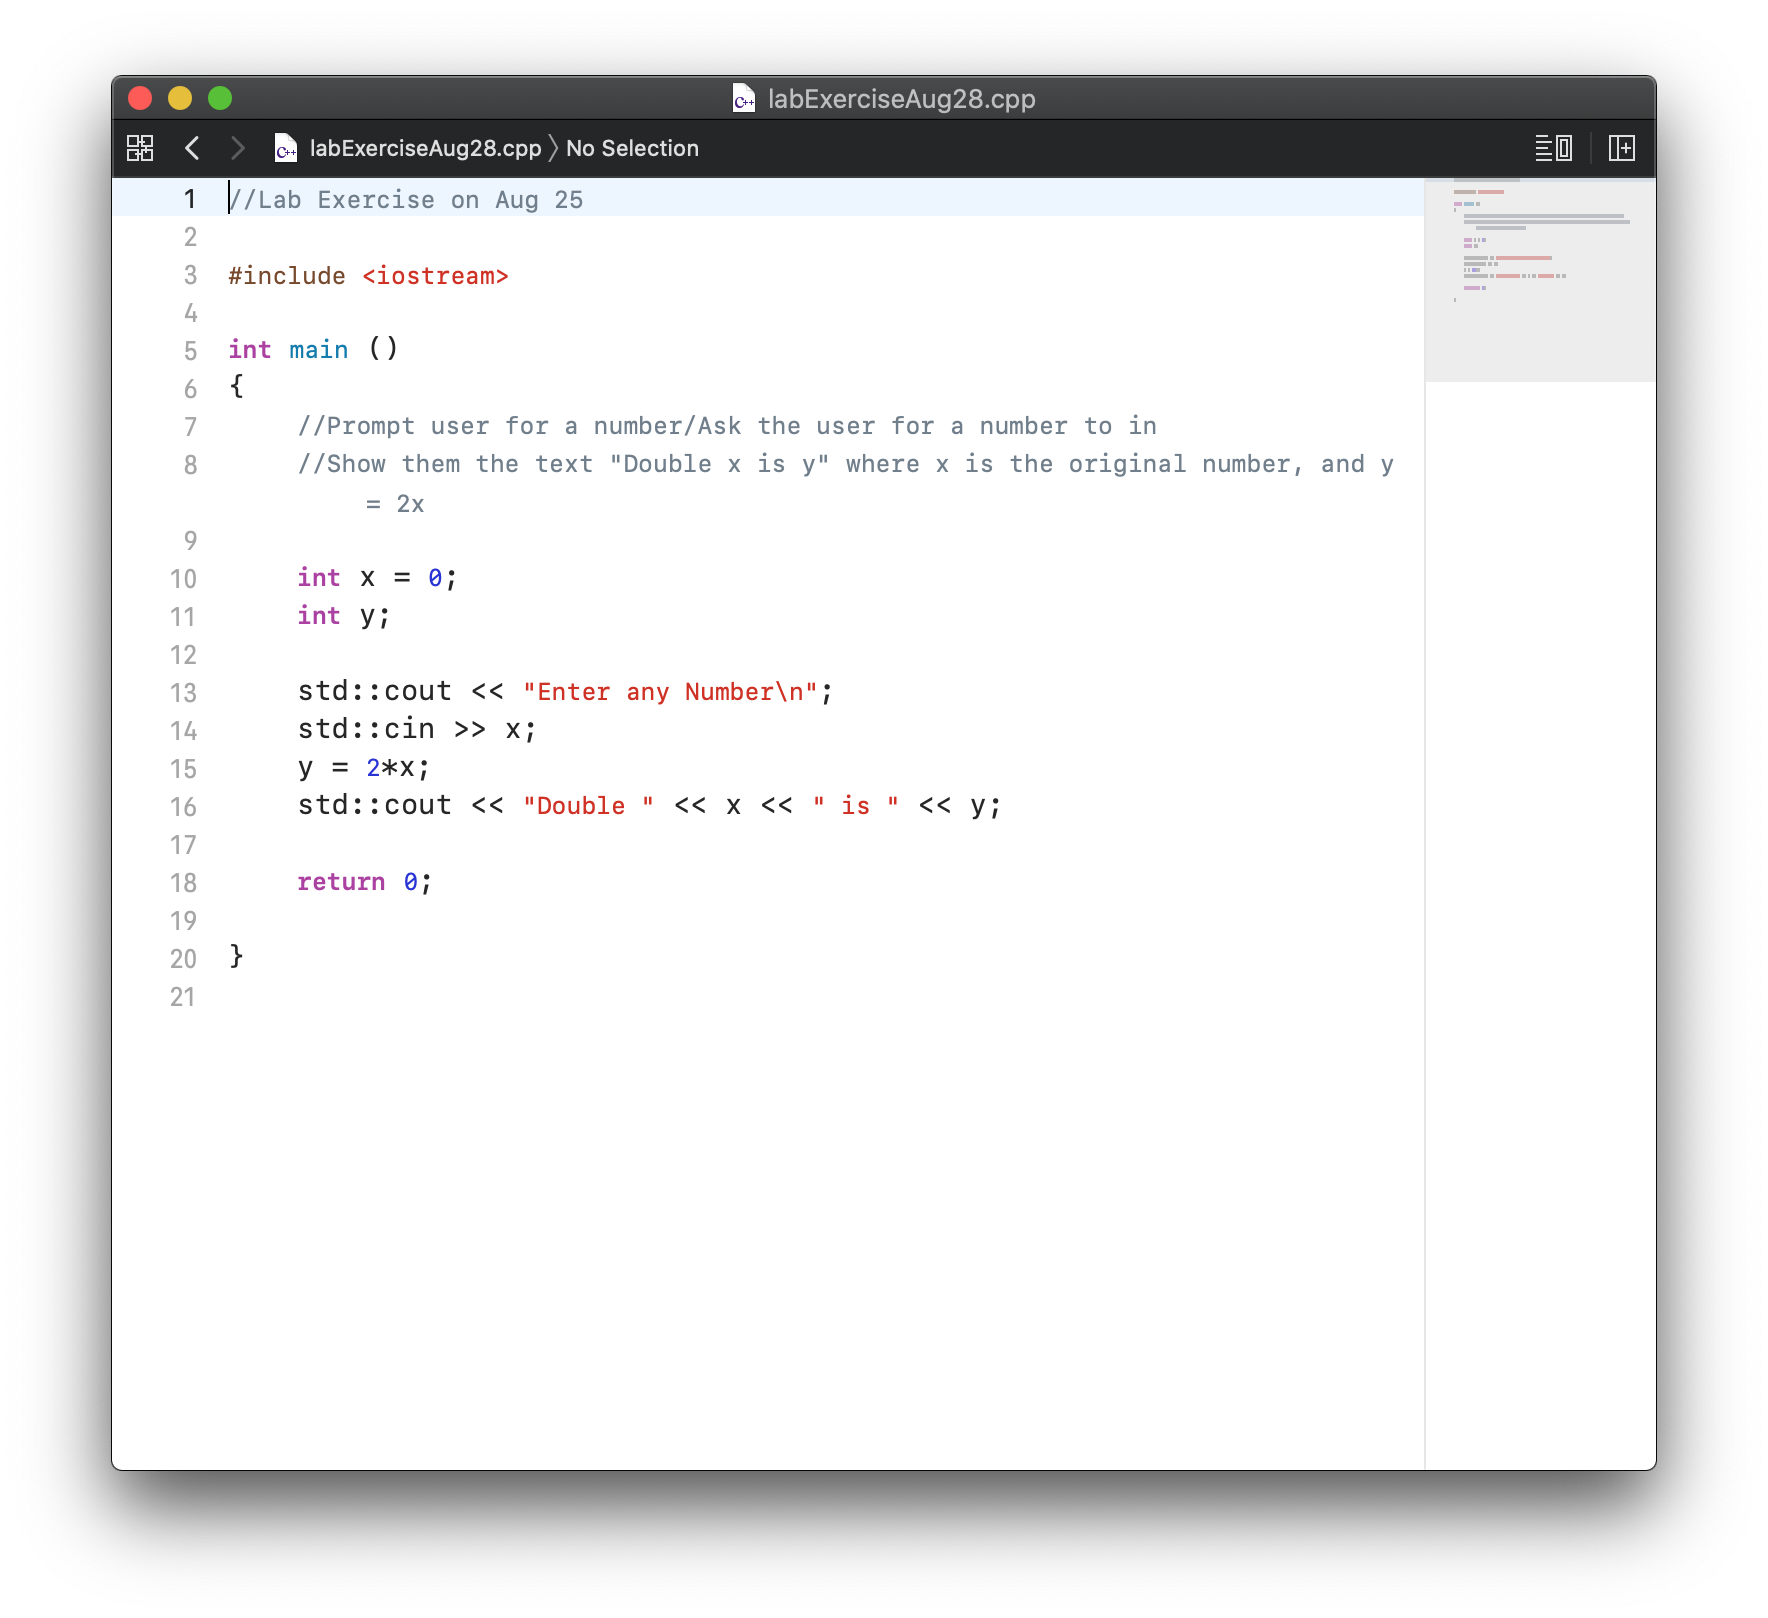 labExerciseAug28.cpp
labExerciseAug28.cpp No Selection
1 //Lab Exercise on Aug 25
2
3 #include <iostream>
4
5 int main ()
6 {
7 //Prompt user for a number/Ask the user for a number to in
8 //Show them the text "Double x is y" where x is the original number, and y
= 2x
9
10 int x = 0;
11 int y;
12
13 std::cout << "Enter any Number\n";
14 std::cin >> x;
15 y = 2*x;
16 std::cout << "Double " << x << " is " << y;
17
18 return 0;
19
20 }
21